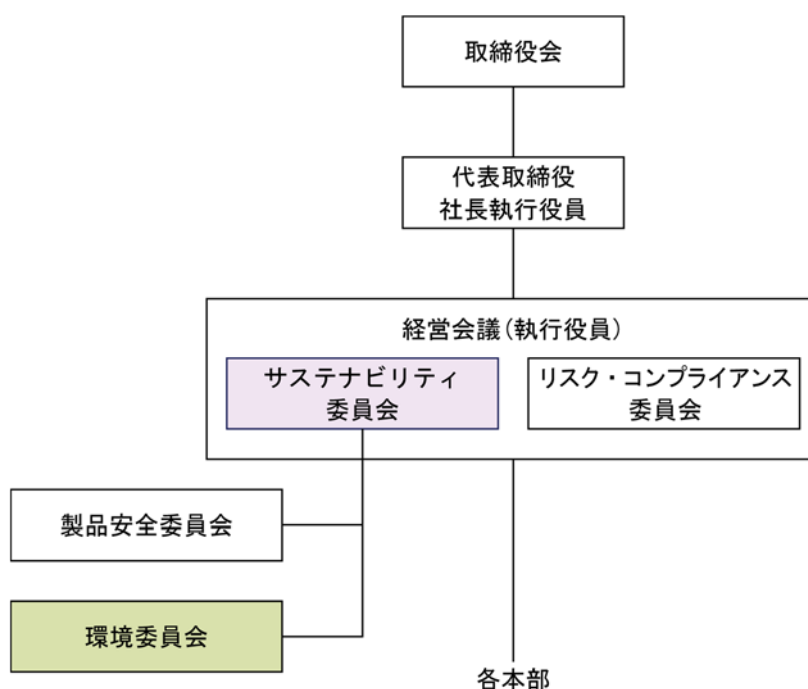 取締役会
代表取締役
社長執行役員
経営会議(執行役員)
サステナビリティ
委員会
リスク・コンプライアンス
委員会
製品安全委員会
環境委員会
各本部